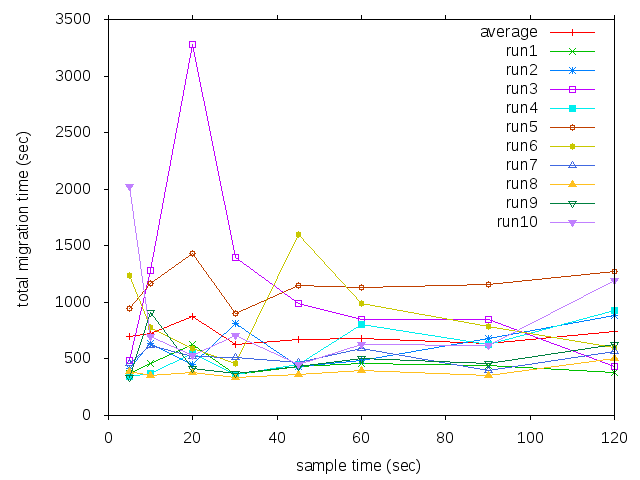 3500
3000
2500
2000
1500
1000
500
0
total migration time (sec)
average
run1
run2
run3
run4
run5
run6
run7
run8
run9
run10
0 20 40 60 80 100 120
sample time (sec)